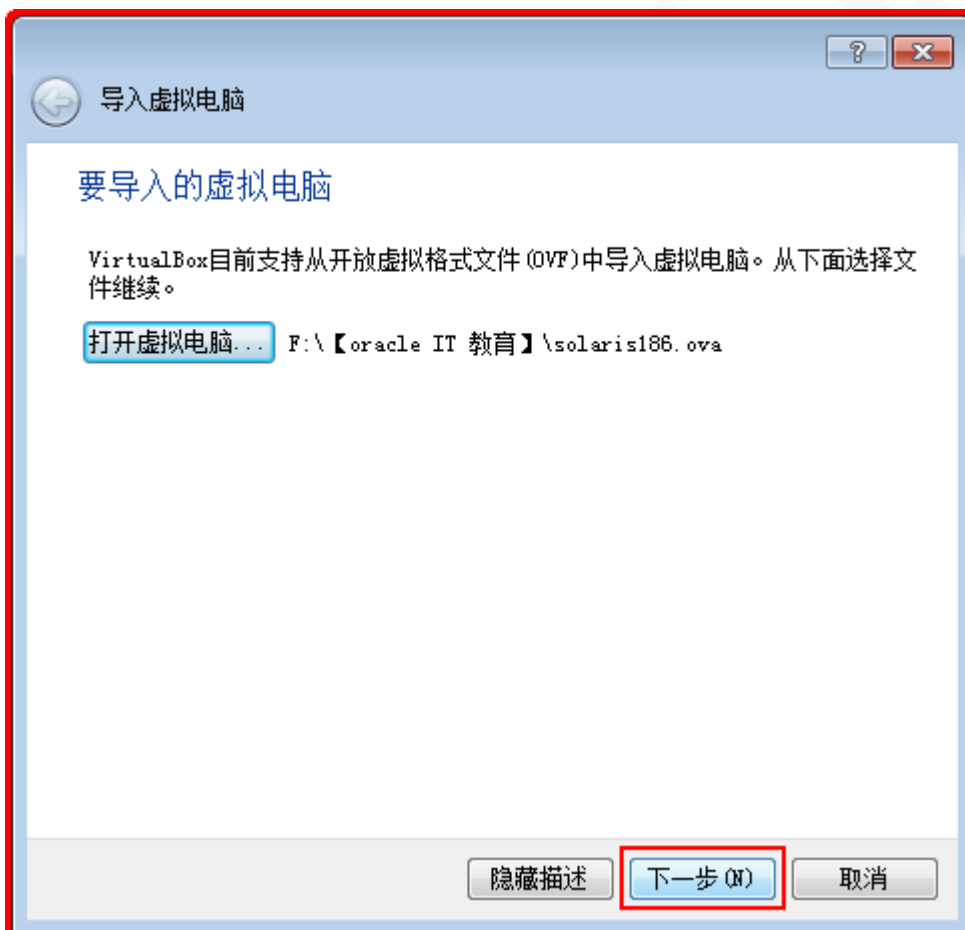 导入虚拟电脑
要导入的虚拟电脑
VirtualBox目前支持从开放虚拟格式文件(OVF)中导入虚拟电脑。从下面选择文
件继续。
打开虚拟电脑... F:\【oracle IT 教育】\solaris186.ova
隐藏描述 下一步(N) 取消